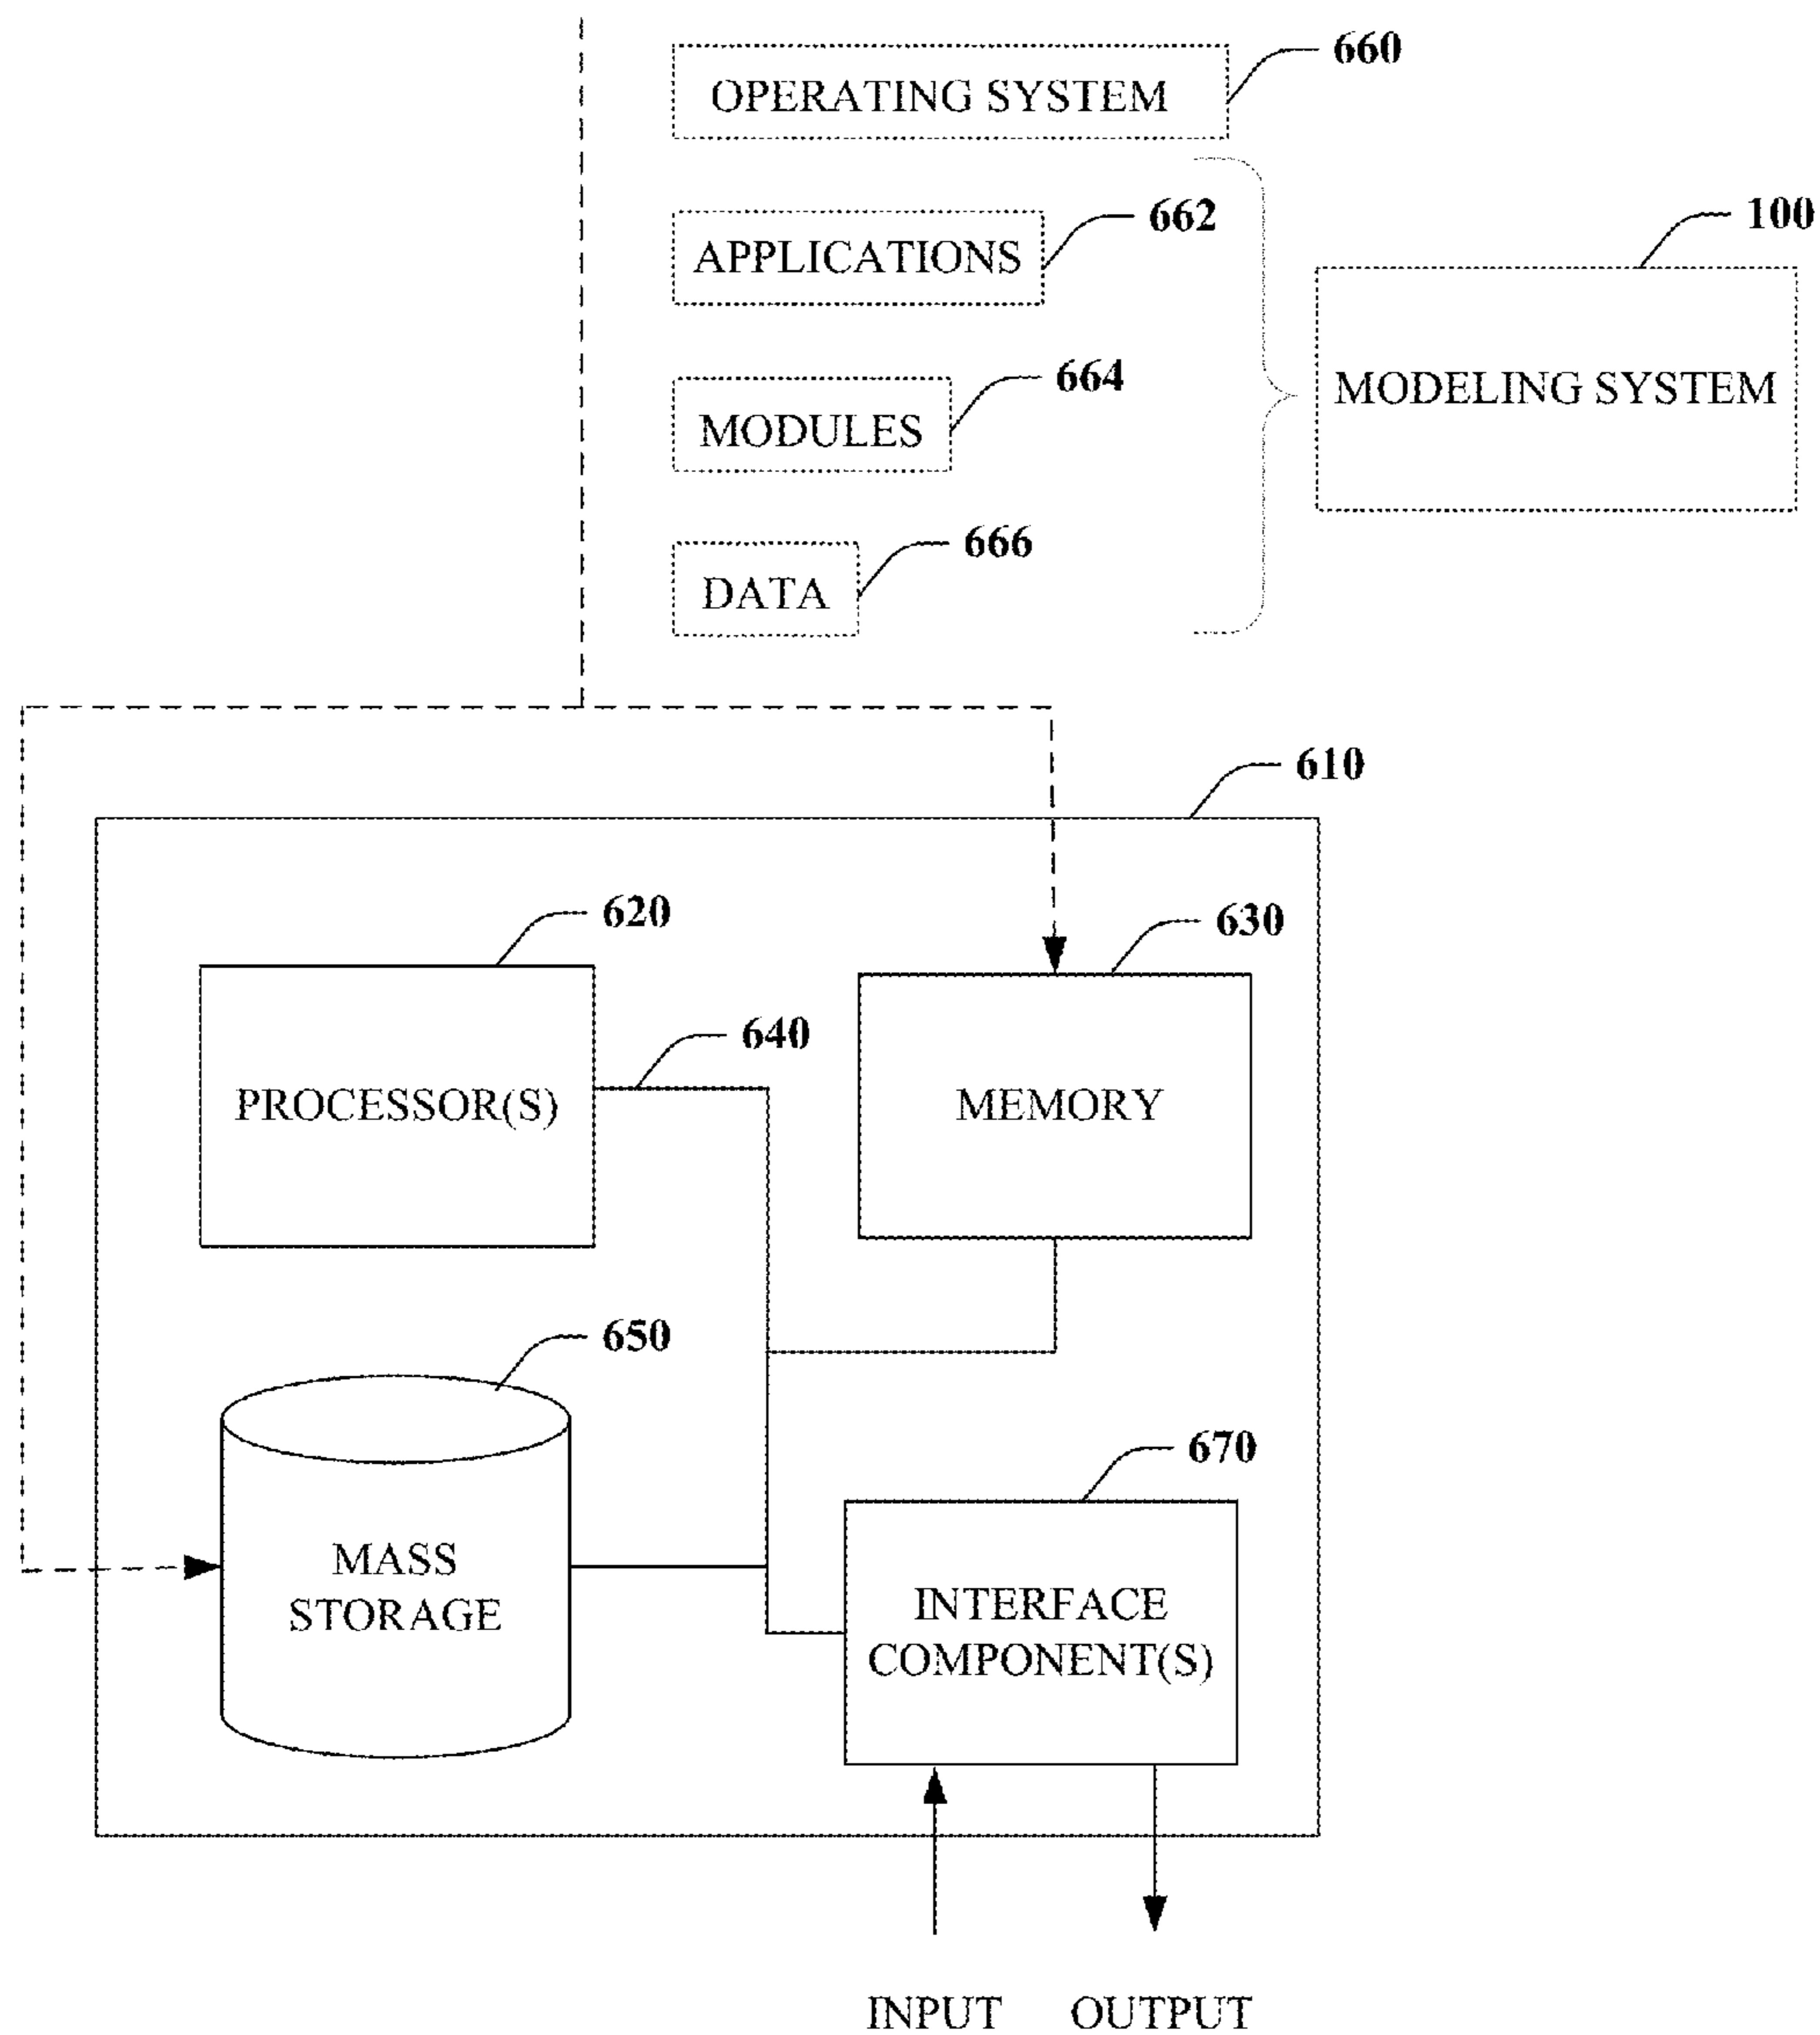 660
OPERATING SYSTEM
662
APPLICATIONS
100
664
MODELING SYSTEM
MODULES
666
DATA
610
620
630
640
PROCESSOR(S)
MEMORY
650
670
MASS
STORAGE
INTERFACE
COMPONENT(S)
INPUT
OUTPUT